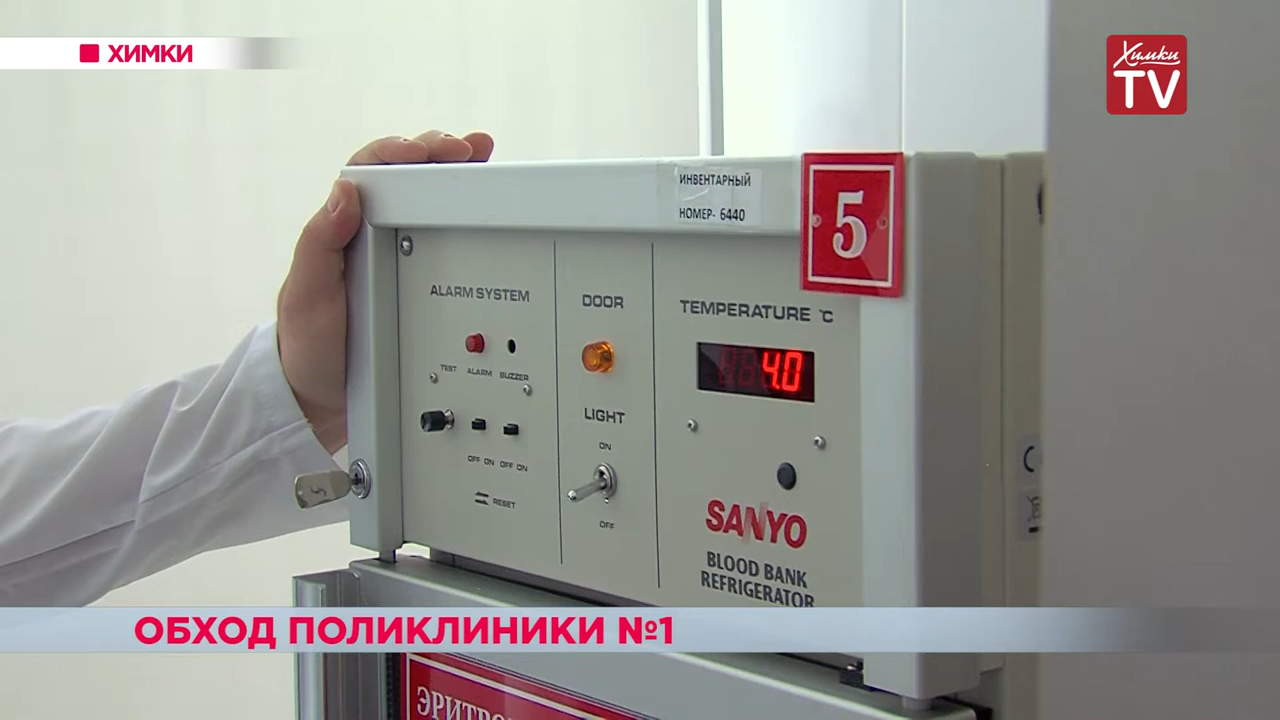 ХИМКИ
Химки
TV
ИНВЕНТАРНЫЙ
НОМЕР- 6440
5
ALARM SYSTEM
DOOR
TEMPERATURE °C
4.0
TEST ALARM BUZZER
LIGHT
ON
OFF ON OFF ON
RESET
OFF
SANYO
BLOOD BANK
REFRIGERATOR
ОБХОД ПОЛИКЛИНИКИ №1